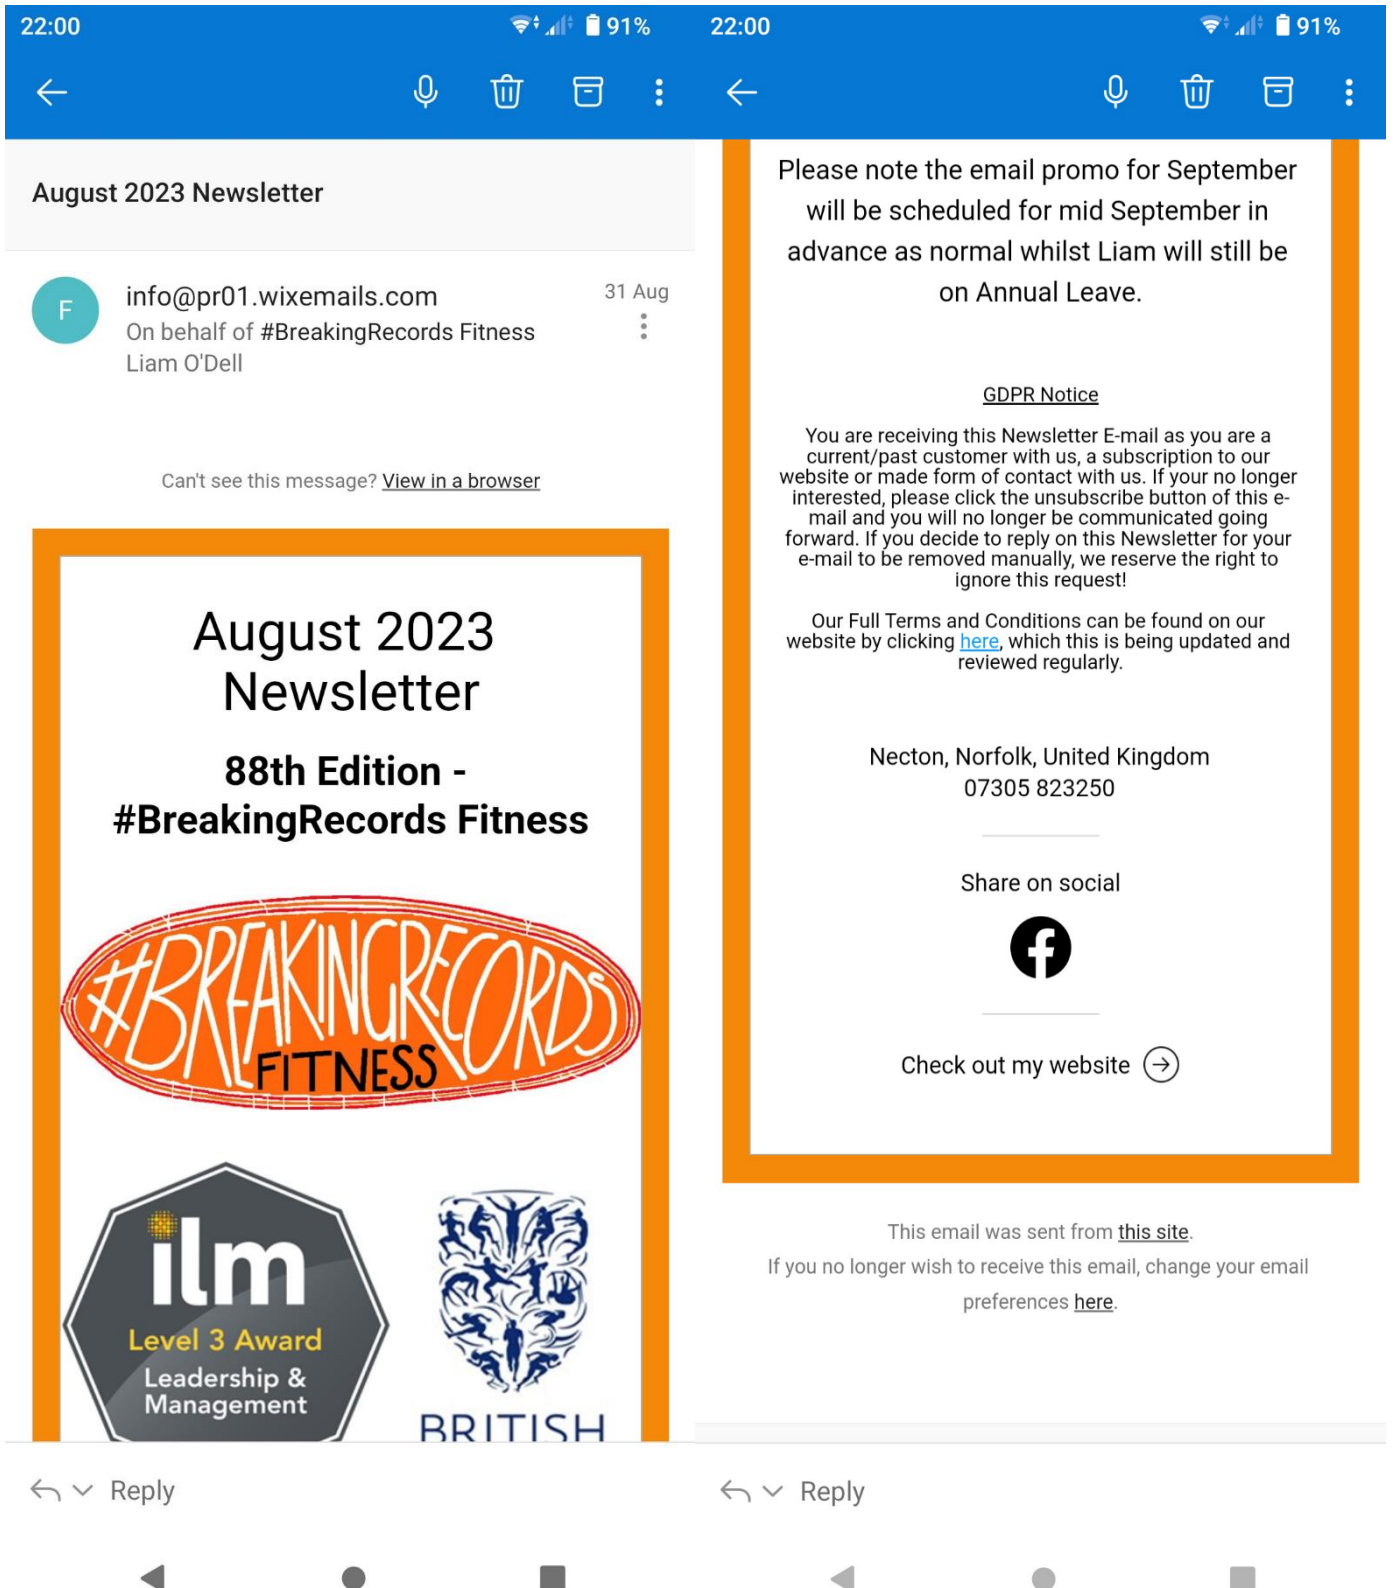 22:00
91%
August 2023 Newsletter
F
info@pr01.wixemails.com
31 Aug
On behalf of #BreakingRecords Fitness
Liam O'Dell
Can't see this message? View in a browser
August 2023
Newsletter
88th Edition -
#BreakingRecords Fitness
#BREAKINGRECORDS
FITNESS
ilm
Level 3 Award
Leadership &
Management
BRITISH
Reply
22:00
91%
Please note the email promo for September
will be scheduled for mid September in
advance as normal whilst Liam will still be
on Annual Leave.
GDPR Notice
You are receiving this Newsletter E-mail as you are a
current/past customer with us, a subscription to our
website or made form of contact with us. If your no longer
interested, please click the unsubscribe button of this e-
mail and you will no longer be communicated going
forward. If you decide to reply on this Newsletter for your
e-mail to be removed manually, we reserve the right to
ignore this request!
Our Full Terms and Conditions can be found on our
website by clicking here, which this is being updated and
reviewed regularly.
Necton, Norfolk, United Kingdom
07305 823250
Share on social
Check out my website
This email was sent from this site.
If you no longer wish to receive this email, change your email
preferences here.
Reply